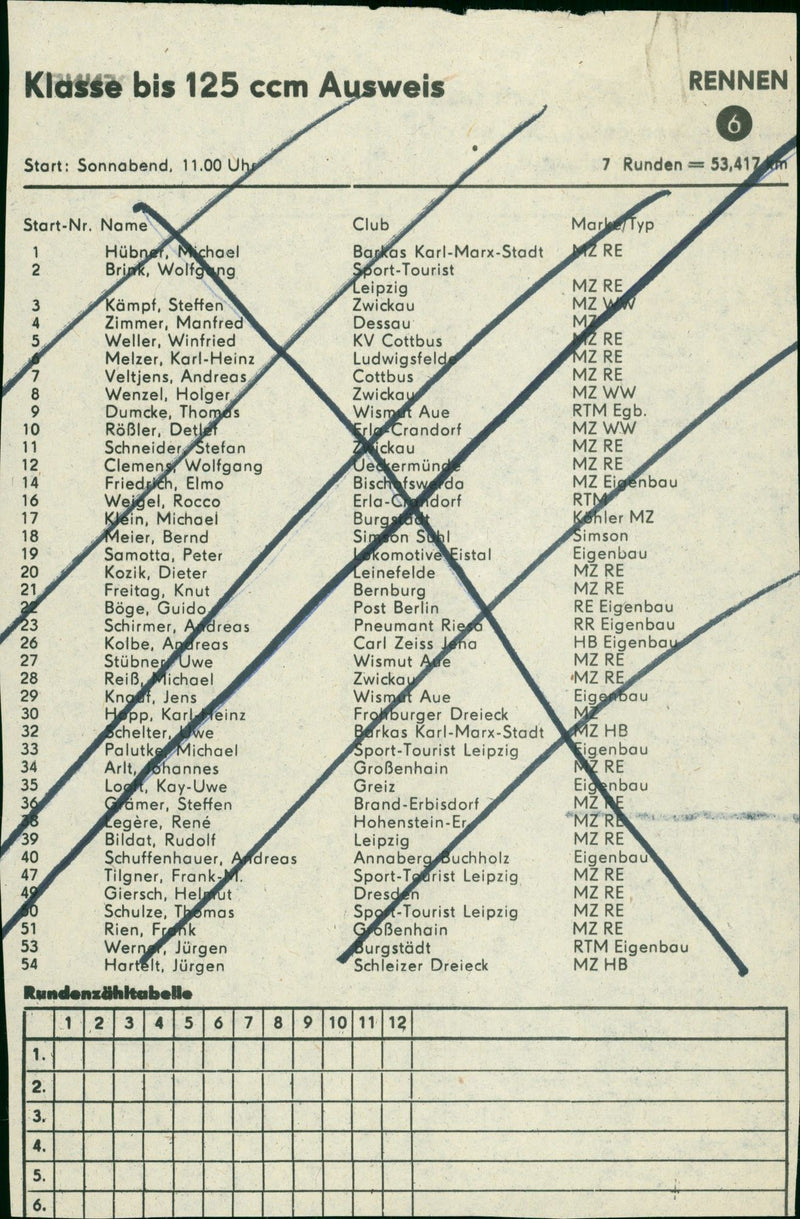 Klasse bis 125 ccm Ausweis
RENNEN
6
Start: Sonnabend, 11.00 Uhr
7 Runden = 53,417 km
Start-Nr. Name Club Marke/Typ
1 Hübner, Michael Barkas Karl-Marx-Stadt MZ RE
2 Brink, Wolfgang Sport-Tourist
Leipzig MZ RE
3 Kämpf, Steffen Zwickau MZ WW
4 Zimmer, Manfred Dessau MZ
5 Weller, Winfried KV Cottbus MZ RE
6 Melzer, Karl-Heinz Ludwigsfelde MZ RE
7 Veltjens, Andreas Cottbus MZ RE
8 Wenzel, Holger Zwickau MZ WW
9 Dumcke, Thomas Wismut Aue RTM Egb.
10 Rößler, Detlef Erla-Crandorf MZ WW
11 Schneider, Stefan Zwickau MZ RE
12 Clemens, Wolfgang Ueckermünde MZ RE
14 Friedrich, Elmo Bischofswerda MZ Eigenbau
16 Weigel, Rocco Erla-Crandorf RTM
17 Klein, Michael Burgstädt Köhler MZ
18 Meier, Bernd Simson Suhl Simson
19 Samotta, Peter Lokomotive Eistal Eigenbau
20 Kozik, Dieter Leinefelde MZ RE
21 Freitag, Knut Bernburg MZ RE
22 Böge, Guido Post Berlin RE Eigenbau
23 Schirmer, Andreas Pneumant Riesa RR Eigenbau
26 Kolbe, Andreas Carl Zeiss Jena HB Eigenbau
27 Stübner, Uwe Wismut Aue MZ RE
28 Reiß, Michael Zwickau MZ RE
29 Knauf, Jens Wismut Aue Eigenbau
30 Hopp, Karl-Heinz Frohburger Dreieck MZ
32 Schelter, Uwe Barkas Karl-Marx-Stadt MZ HB
33 Palutke, Michael Sport-Tourist Leipzig Eigenbau
34 Arlt, Johannes Großenhain MZ RE
35 Looft, Kay-Uwe Greiz Eigenbau
36 Grämer, Steffen Brand-Erbisdorf MZ RE
38 Legère, René Hohenstein-Er. MZ RE
39 Bildat, Rudolf Leipzig MZ RE
40 Schuffenhauer, Andreas Annaberg-Buchholz Eigenbau
47 Tilgner, Frank-M. Sport-Tourist Leipzig MZ RE
49 Giersch, Helmut Dresden MZ RE
50 Schulze, Thomas Sport-Tourist Leipzig MZ RE
51 Rien, Frank Großenhain MZ RE
53 Werner, Jürgen Burgstädt RTM Eigenbau
54 Hartelt, Jürgen Schleizer Dreieck MZ HB
Rundenzähltabelle
1 2 3 4 5 6 7 8 9 10 11 12
1.
2.
3.
4.
5.
6.